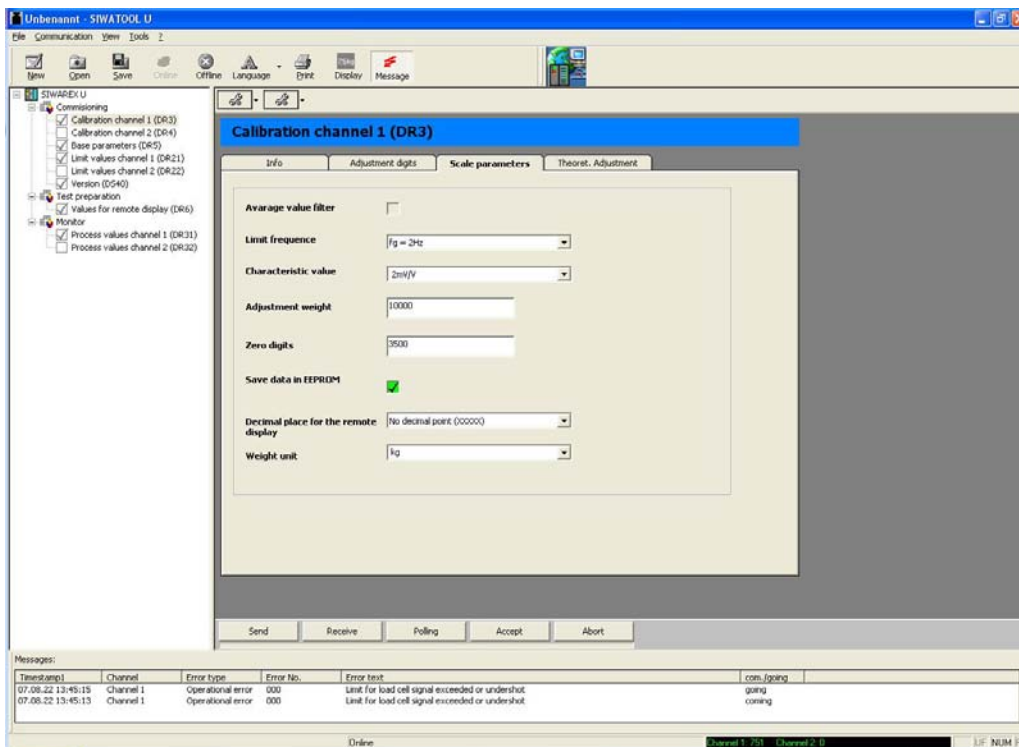 Unbenannt - SIWATOOL U
File Communication View Tools ?
New Open Save Online Offline Language Print Display Message
SIWAREX U
Commisioning
Calibration channel 1 (DR3)
Calibration channel 2 (DR4)
Base parameters (DR5)
Limit values channel 1 (DR21)
Limit values channel 2 (DR22)
Version (DS40)
Test preparation
Values for remote display (DR6)
Monitor
Process values channel 1 (DR31)
Process values channel 2 (DR32)
Calibration channel 1 (DR3)
Info Adjustment digits Scale parameters Theoret. Adjustment
Avarage value filter
Limit frequence fg = 2Hz
Characteristic value 2mV/V
Adjustment weight 10000
Zero digits 3500
Save data in EEPROM
Decimal place for the remote No decimal point (XXXXX)
display
Weight unit kg
Send Receive Polling Accept Abort
Messages:
Timestamp1 Channel Error type Error No. Error text com./going
07.08.22 13:45:15 Channel 1 Operational error 000 Limit for load cell signal exceeded or undershot going
07.08.22 13:45:13 Channel 1 Operational error 000 Limit for load cell signal exceeded or undershot coming
Online Channel 1: 751 Channel 2: 0 UF NUM